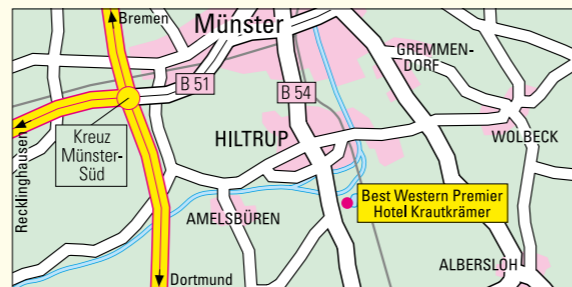 Bremen
Münster
GREMMEN-
DORF
B 51
B 54
Kreuz
Münster-
Süd
HILTRUP
WOLBECK
Recklinghausen
Best Western Premier
Hotel Krautkrämer
AMELSBÜREN
ALBERSLOH
Dortmund